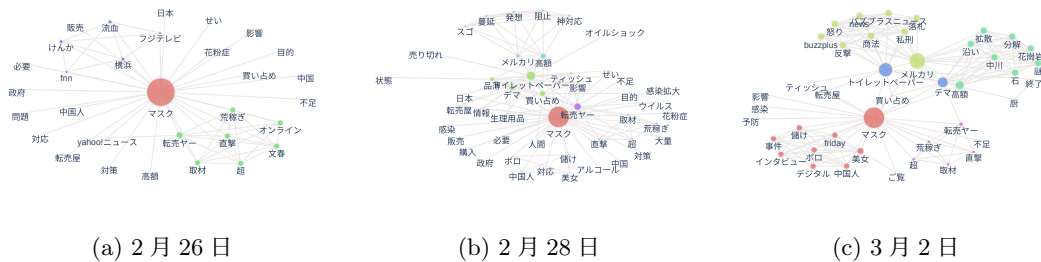 日本
せい
販売
流血
影響
フジテレビ
けんか
花粉症
目的
必要
横浜
fnn
買い占め
中国
政府
不足
問題
中国人
マスク
荒稼ぎ
オンライン
対応
yahoo!ニュース
転売ヤー
直撃
文春
転売屋
対策
高額
取材
超
(a) 2 月 26 日
蔓延
発想
阻止
神対応
スゴ
オイルショック
売り切れ
メルカリ
高額
状態
品薄
トイレットペーパー
ティッシュ
せい
影響
不足
感染拡大
デマ
買い占め
日本
目的
ウイルス
転売屋
情報
生理用品
転売ヤー
取材
花粉症
感染
マスク
荒稼ぎ
販売
必要
人間
直撃
超
大量
購入
対策
政府
ボロ
儲け
中国
対応
アルコール
中国人
美女
(b) 2 月 28 日
news
バズプラスニュース
落札
怒り
私刑
buzzplus
商法
反撃
拡散
沿い
分解
花崗岩
メルカリ
中川
謎
トイレットペーパー
石
終了
デマ
高額
ティッシュ
転売屋
買い占め
厨
影響
感染
予防
マスク
転売ヤー
儲け
事件
friday
荒稼ぎ
不足
インタビュー
ボロ
美女
超
直撃
デジタル
中国人
ご覧
取材
(c) 3 月 2 日